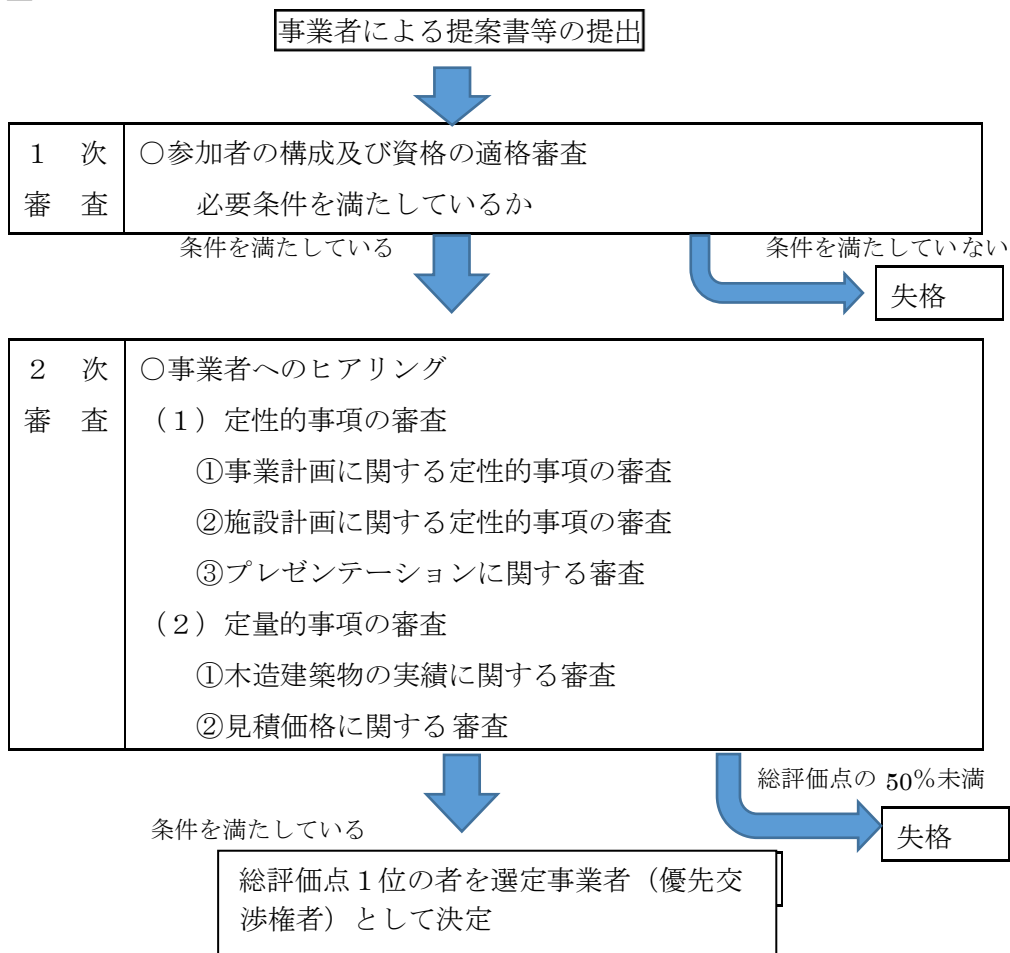 事業者による提案書等の提出
1 次
審 査
○参加者の構成及び資格の適格審査
必要条件を満たしているか
条件を満たしている
条件を満たしていない
失格
2 次
審 査
○事業者へのヒアリング
（1）定性的事項の審査
①事業計画に関する定性的事項の審査
②施設計画に関する定性的事項の審査
③プレゼンテーションに関する審査
（2）定量的事項の審査
①木造建築物の実績に関する審査
②見積価格に関する審査
総評価点の 50%未満
失格
条件を満たしている
総評価点1位の者を選定事業者（優先交
渉権者）として決定